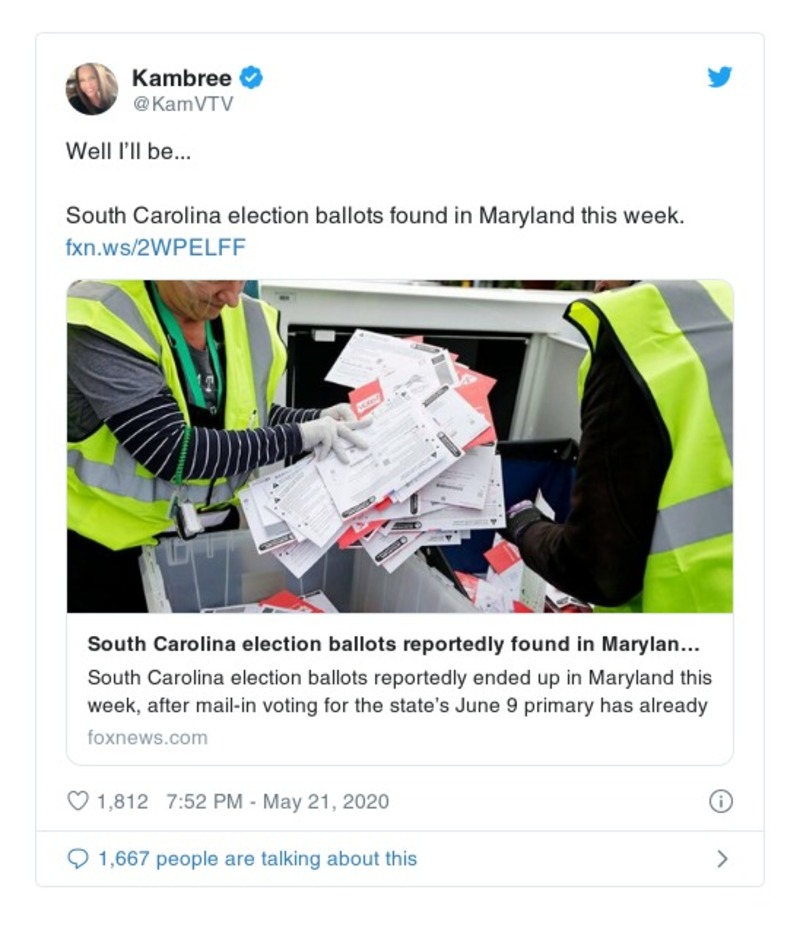 Kambree
@KamVTV
Well I'll be...
South Carolina election ballots found in Maryland this week.
fxn.ws/2WPELFF
South Carolina election ballots reportedly found in Marylan...
South Carolina election ballots reportedly ended up in Maryland this
week, after mail-in voting for the state's June 9 primary has already
foxnews.com
1,812 7:52 PM - May 21, 2020
1,667 people are talking about this